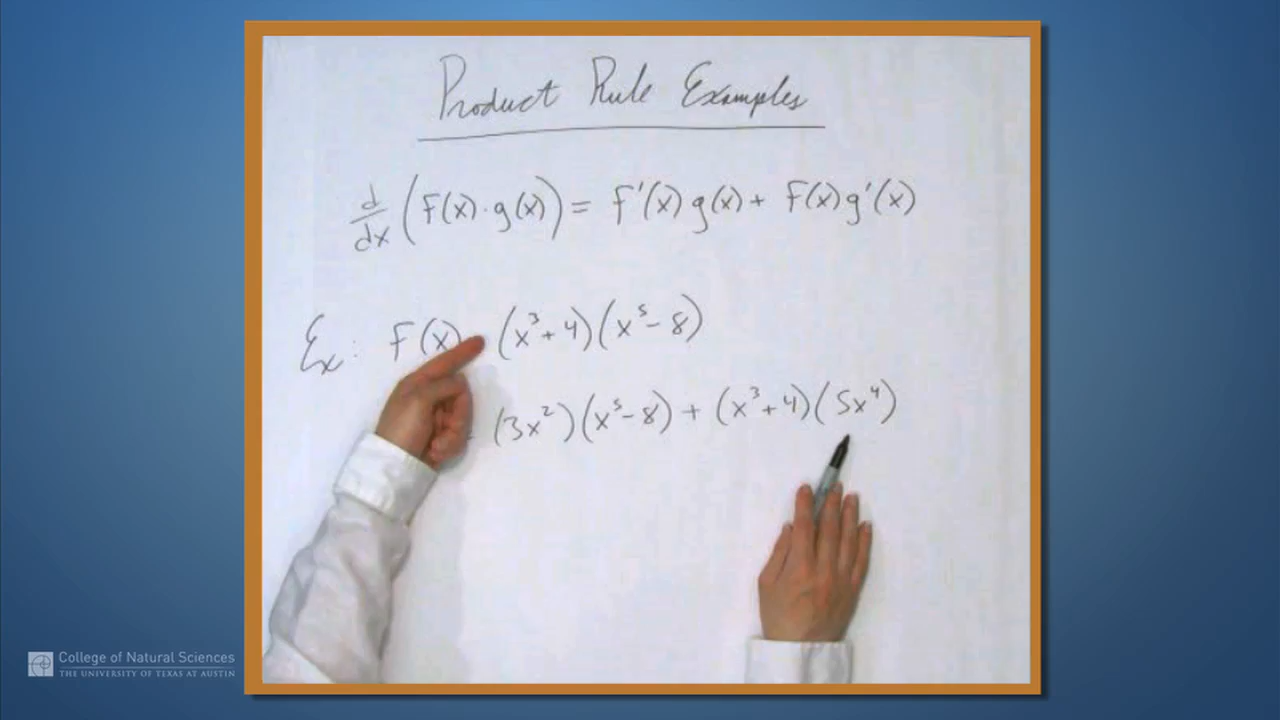 Product Rule Examples
d/dx (F(x)·g(x)) = f'(x) g(x) + F(x) g'(x)
Ex: F(x) (x³+4)(x⁵-8)
(3x²)(x⁵-8) + (x³+4)(5x⁴)
College of Natural Sciences
THE UNIVERSITY OF TEXAS AT AUSTIN